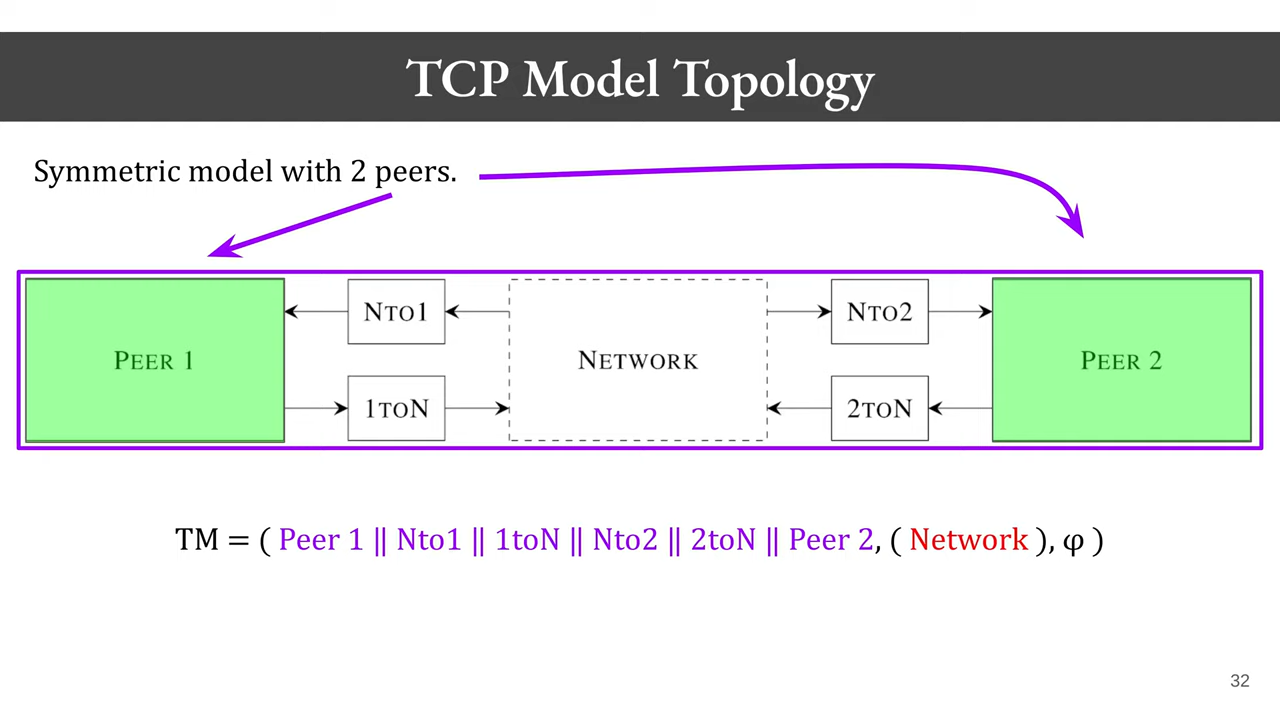 TCP Model Topology
Symmetric model with 2 peers.
PEER 1
NTO1
1TON
NETWORK
NTO2
2TON
PEER 2
TM = ( Peer 1 ‖ Nto1 ‖ 1toN ‖ Nto2 ‖ 2toN ‖ Peer 2, ( Network ), φ )
32